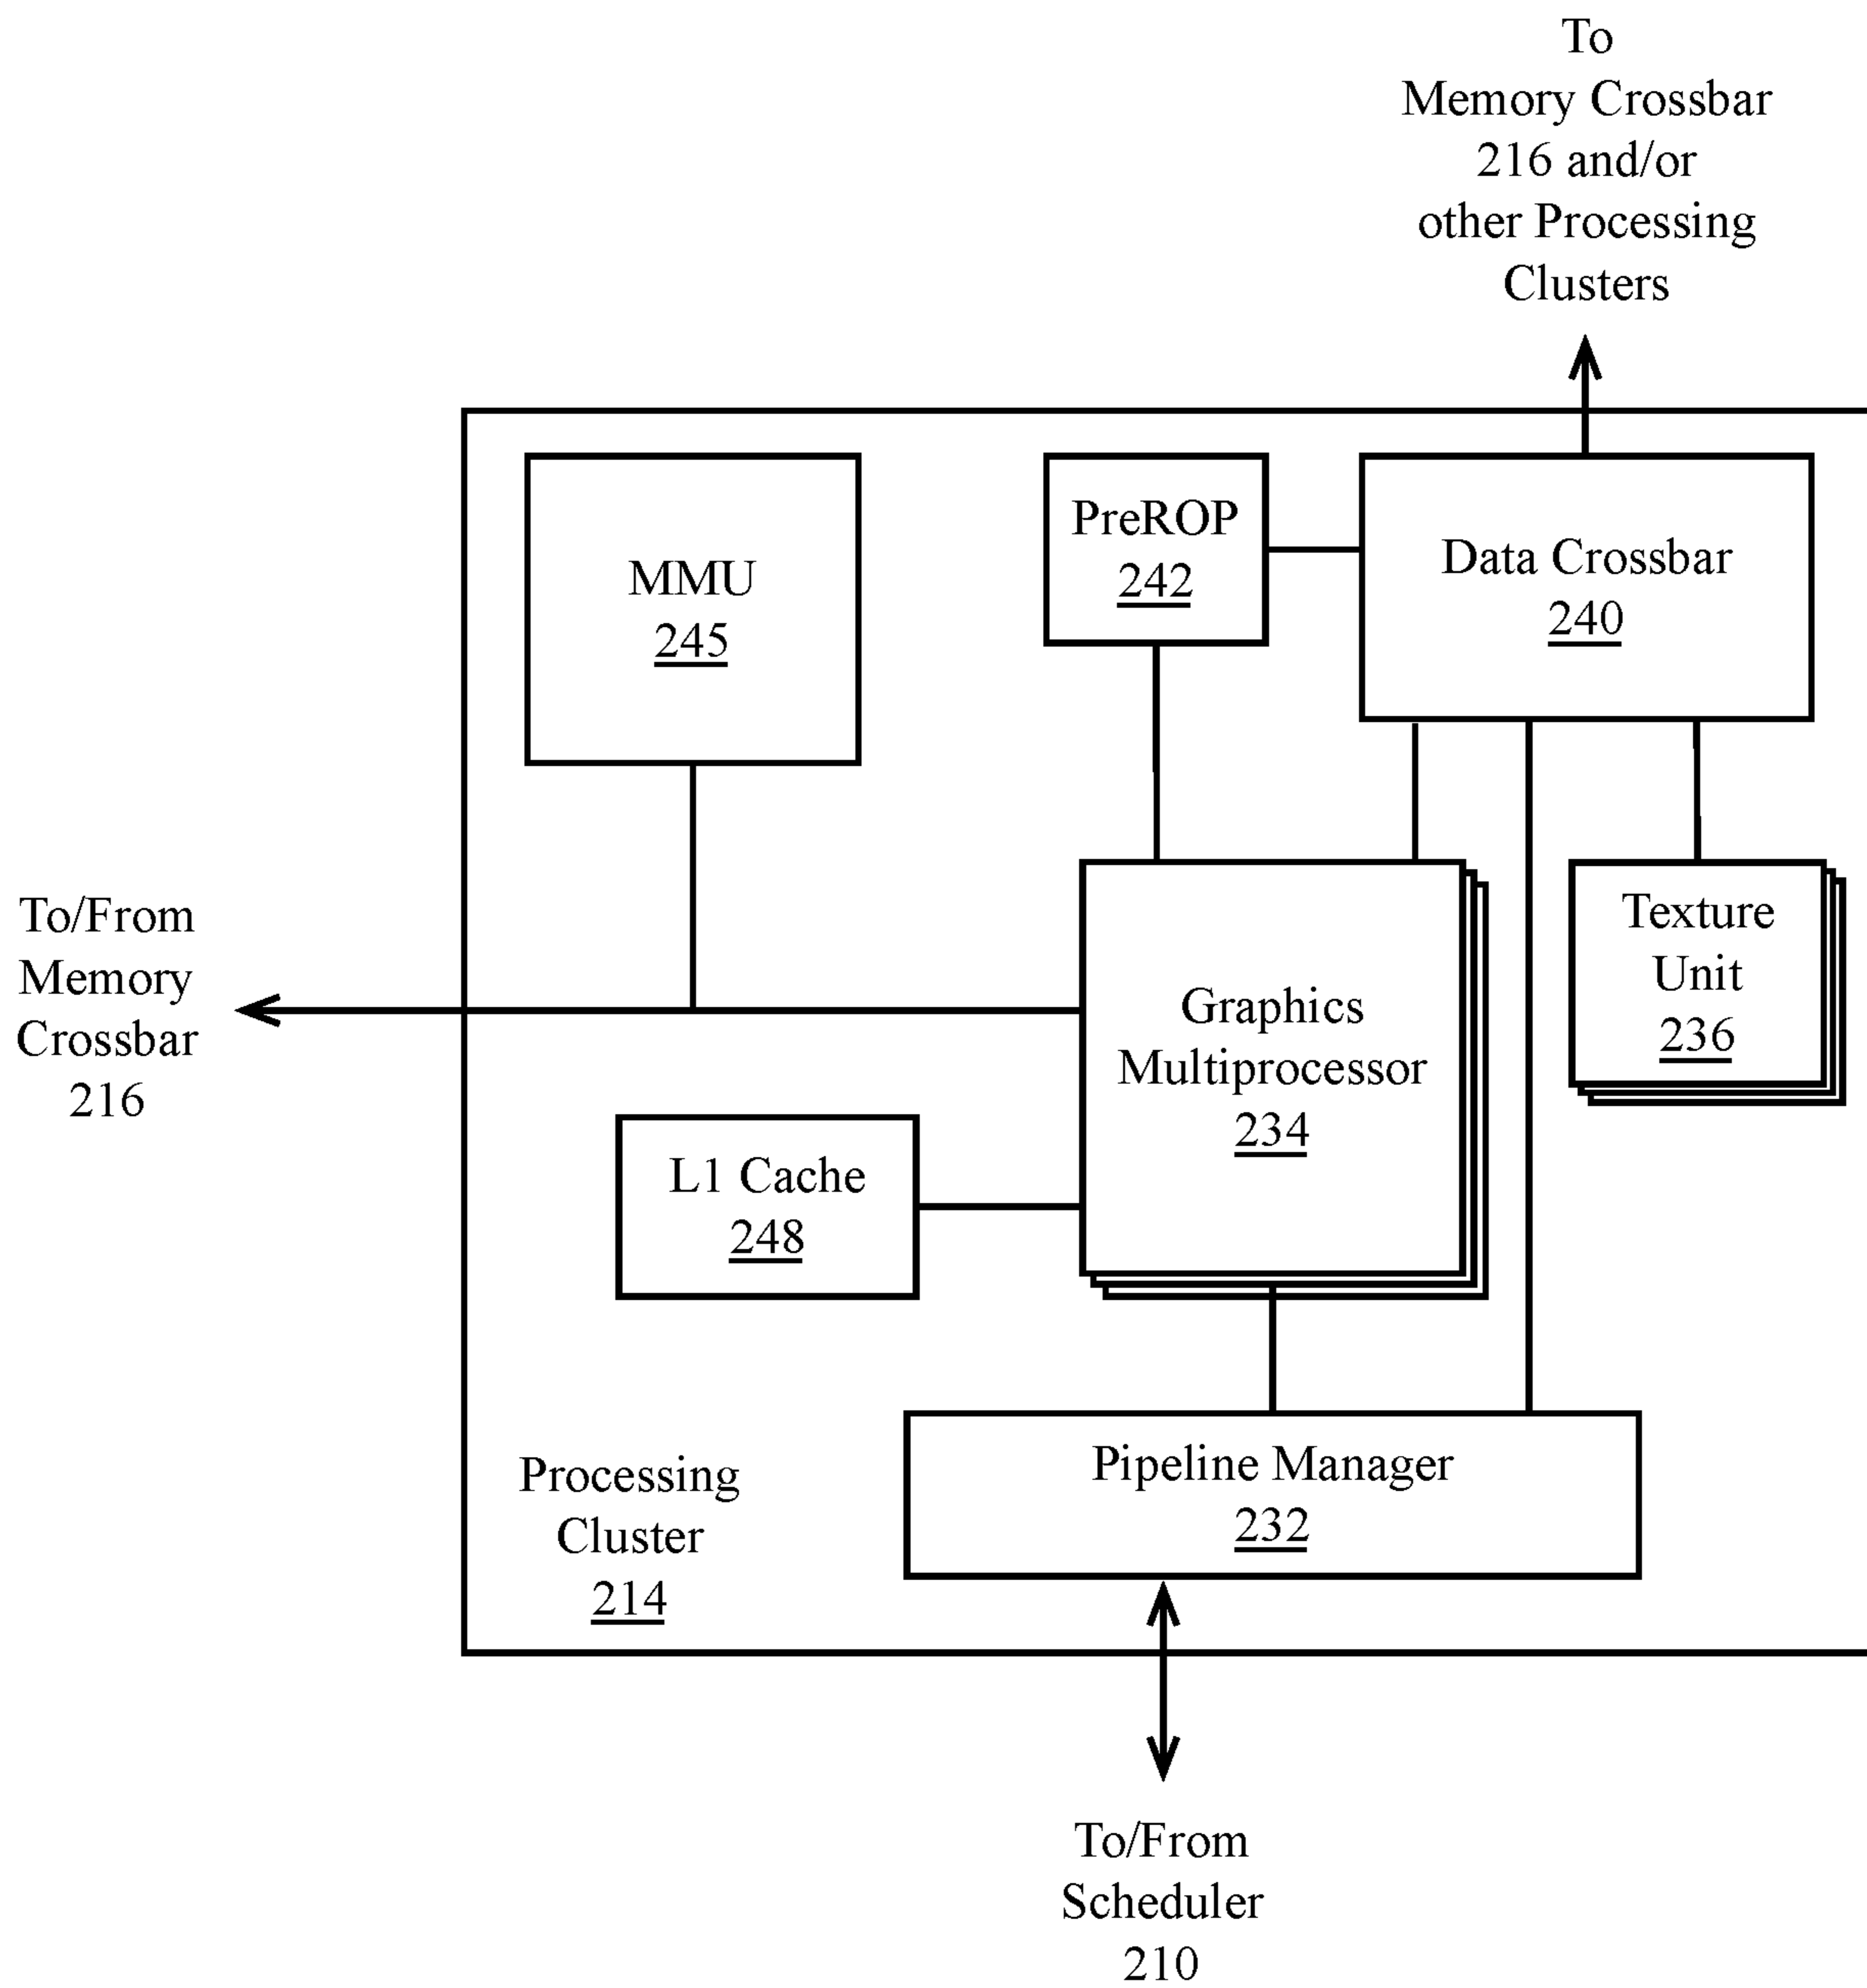 To
Memory Crossbar
216 and/or
other Processing
Clusters
MMU
245
PreROP
242
Data Crossbar
240
To/From
Memory
Crossbar
216
Graphics
Multiprocessor
234
Texture
Unit
236
L1 Cache
248
Processing
Cluster
214
Pipeline Manager
232
To/From
Scheduler
210